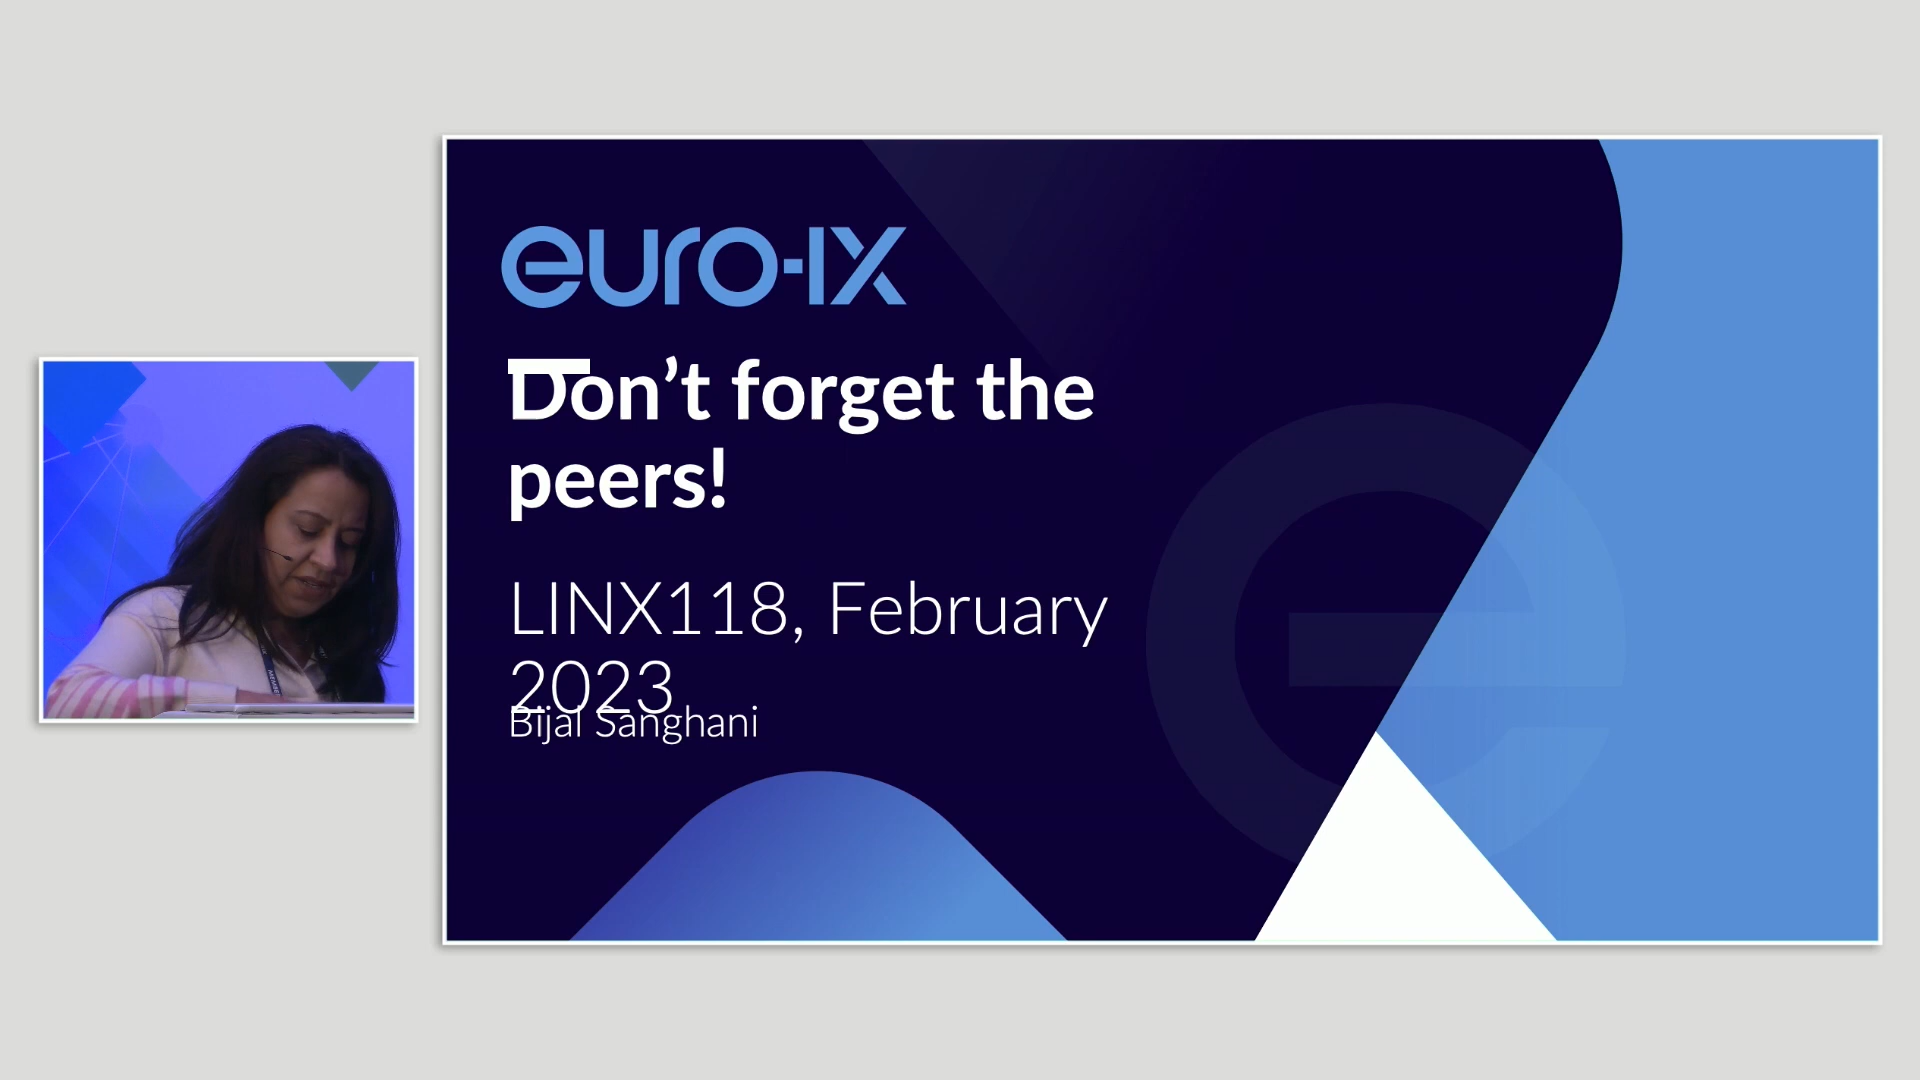 euro-IX
Don’t forget the
peers!
LINX118, February
2023
Bijal Sanghani